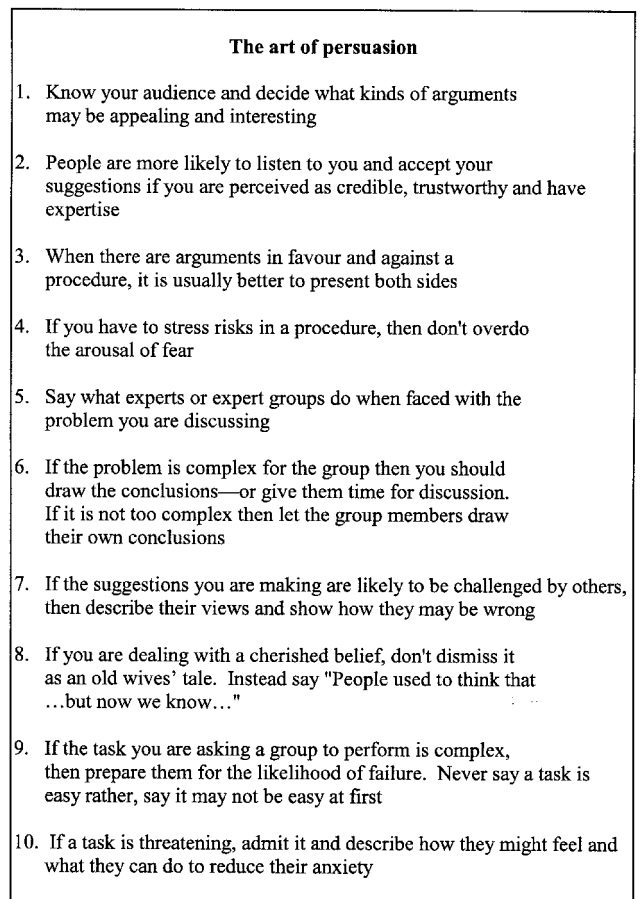 The art of persuasion
1. Know your audience and decide what kinds of arguments
may be appealing and interesting
2. People are more likely to listen to you and accept your
suggestions if you are perceived as credible, trustworthy and have
expertise
3. When there are arguments in favour and against a
procedure, it is usually better to present both sides
4. If you have to stress risks in a procedure, then don't overdo
the arousal of fear
5. Say what experts or expert groups do when faced with the
problem you are discussing
6. If the problem is complex for the group then you should
draw the conclusions—or give them time for discussion.
If it is not too complex then let the group members draw
their own conclusions
7. If the suggestions you are making are likely to be challenged by others,
then describe their views and show how they may be wrong
8. If you are dealing with a cherished belief, don't dismiss it
as an old wives’ tale. Instead say "People used to think that
…but now we know…"
9. If the task you are asking a group to perform is complex,
then prepare them for the likelihood of failure. Never say a task is
easy rather, say it may not be easy at first
10. If a task is threatening, admit it and describe how they might feel and
what they can do to reduce their anxiety